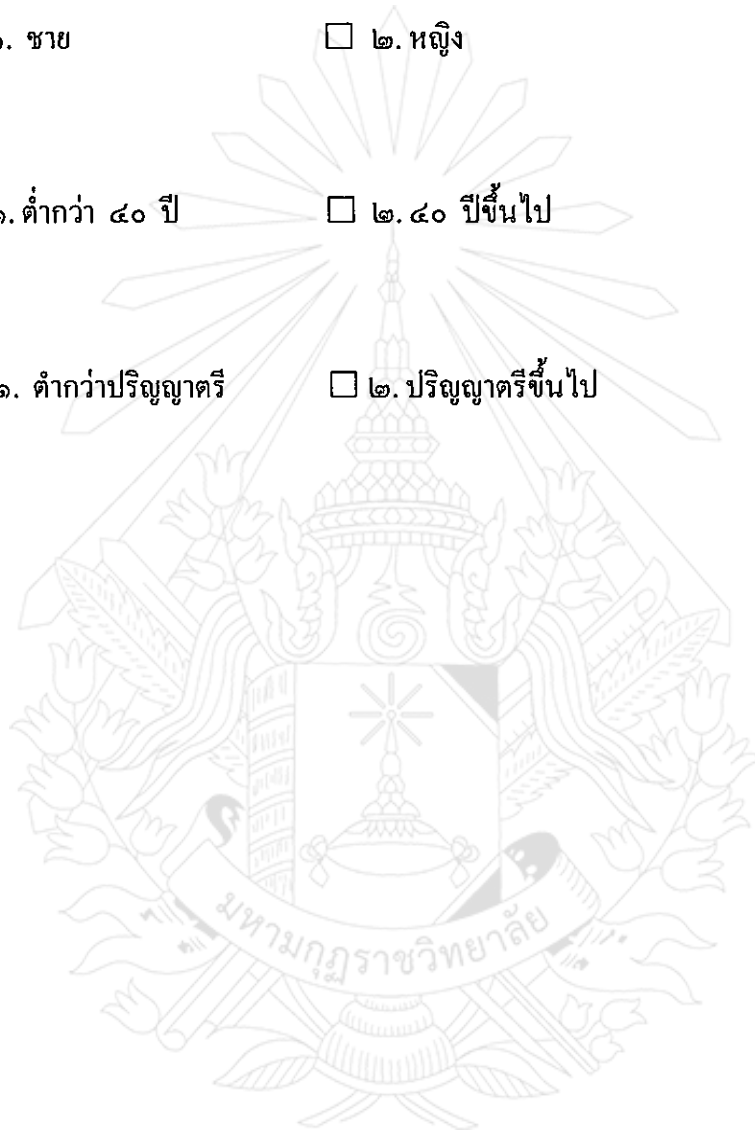 ๑. ชาย ☐ ๒. หญิง
๑. ต่ำกว่า ๔๐ ปี ☐ ๒. ๔๐ ปีขึ้นไป
๑. ตำกว่าปริญญาตรี ☐ ๒. ปริญญาตรีขึ้นไป
มหามกุฏราชวิทยาลัย